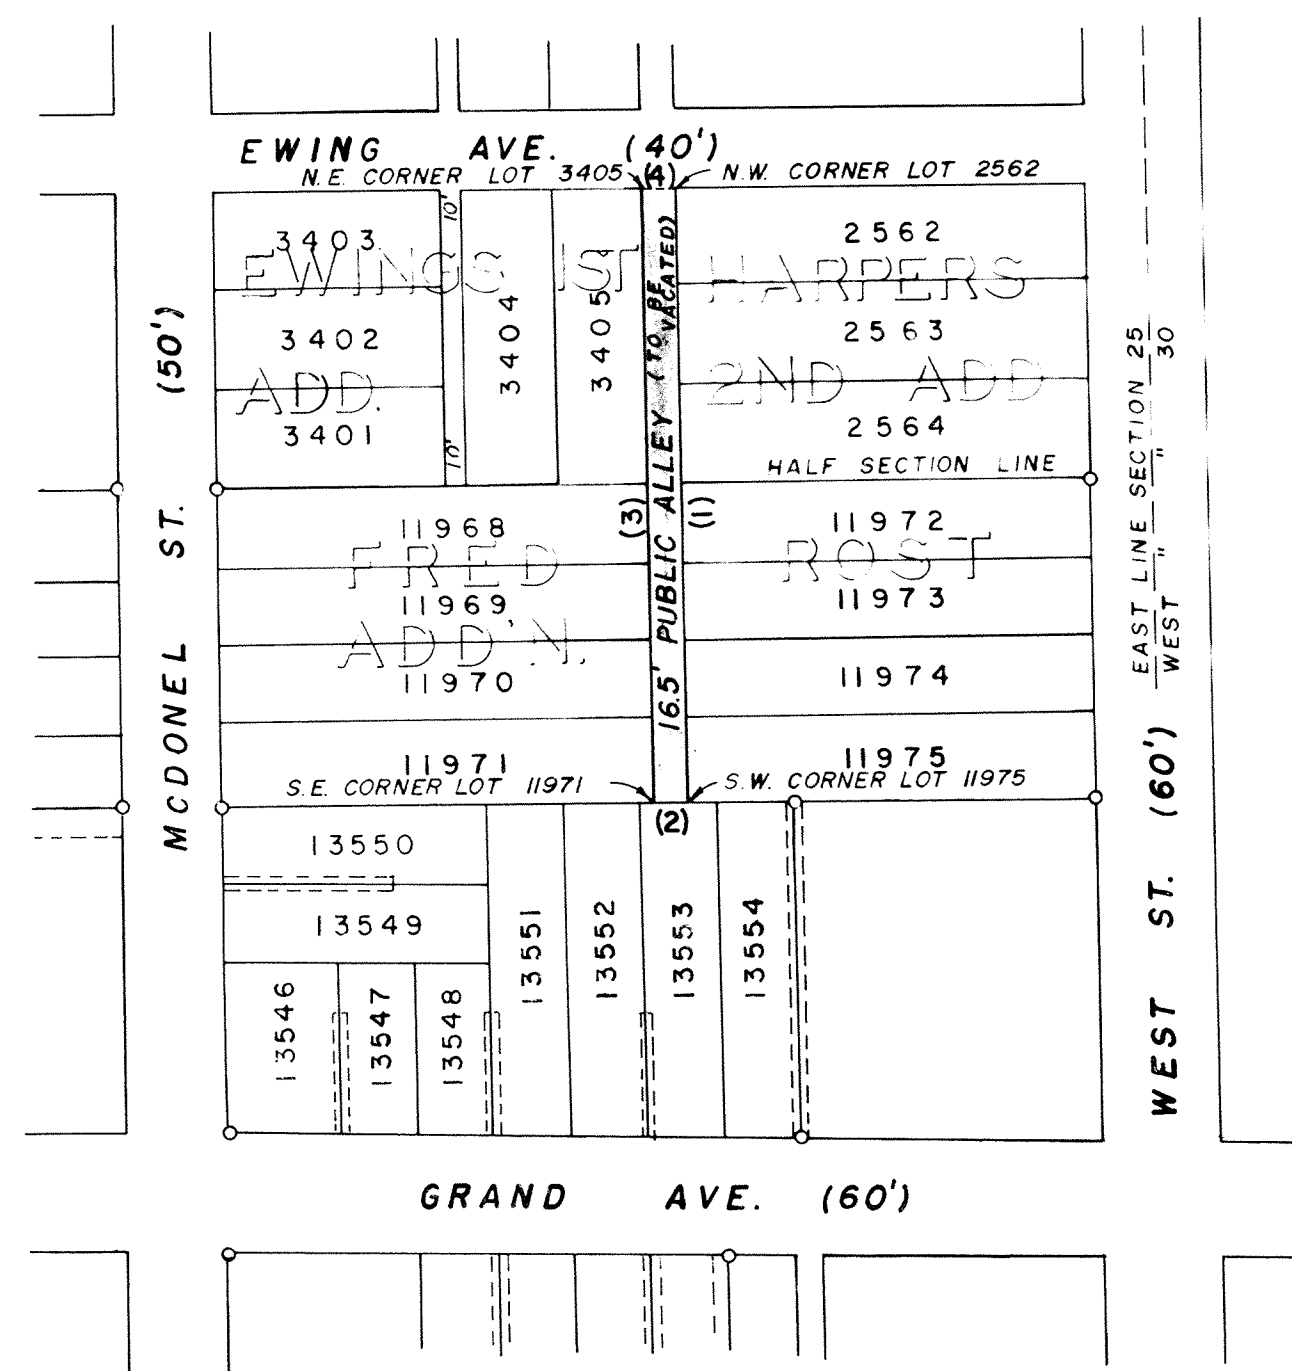 EWING AVE. (40')
N.E. CORNER LOT 3405 (4) N.W. CORNER LOT 2562
10'
3403
2562
EWINGS 1ST
HARPERS
3402
3404
3405
2563
ADD.
2ND ADD
3401
2564
10'
HALF SECTION LINE
16.5' PUBLIC ALLEY (TO BE VACATED)
(3)
(1)
11968
11972
FRED
ROST
11969
11973
ADD'N.
11970
11974
11971
11975
S.E. CORNER LOT 11971
S.W. CORNER LOT 11975
(2)
MCDONEL ST. (50')
EAST LINE SECTION 25
WEST " " 30
WEST ST. (60')
13550
13549
13551
13552
13553
13554
13546
13547
13548
GRAND AVE. (60')